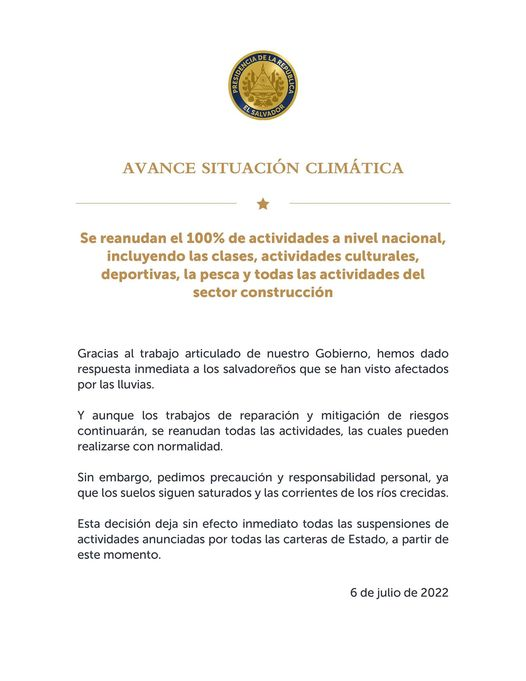 PRESIDENCIA DE LA REPÚBLICA
EL SALVADOR
AVANCE SITUACIÓN CLIMÁTICA
Se reanudan el 100% de actividades a nivel nacional,
incluyendo las clases, actividades culturales,
deportivas, la pesca y todas las actividades del
sector construcción
Gracias al trabajo articulado de nuestro Gobierno, hemos dado
respuesta inmediata a los salvadoreños que se han visto afectados
por las lluvias.
Y aunque los trabajos de reparación y mitigación de riesgos
continuarán, se reanudan todas las actividades, las cuales pueden
realizarse con normalidad.
Sin embargo, pedimos precaución y responsabilidad personal, ya
que los suelos siguen saturados y las corrientes de los ríos crecidas.
Esta decisión deja sin efecto inmediato todas las suspensiones de
actividades anunciadas por todas las carteras de Estado, a partir de
este momento.
6 de julio de 2022